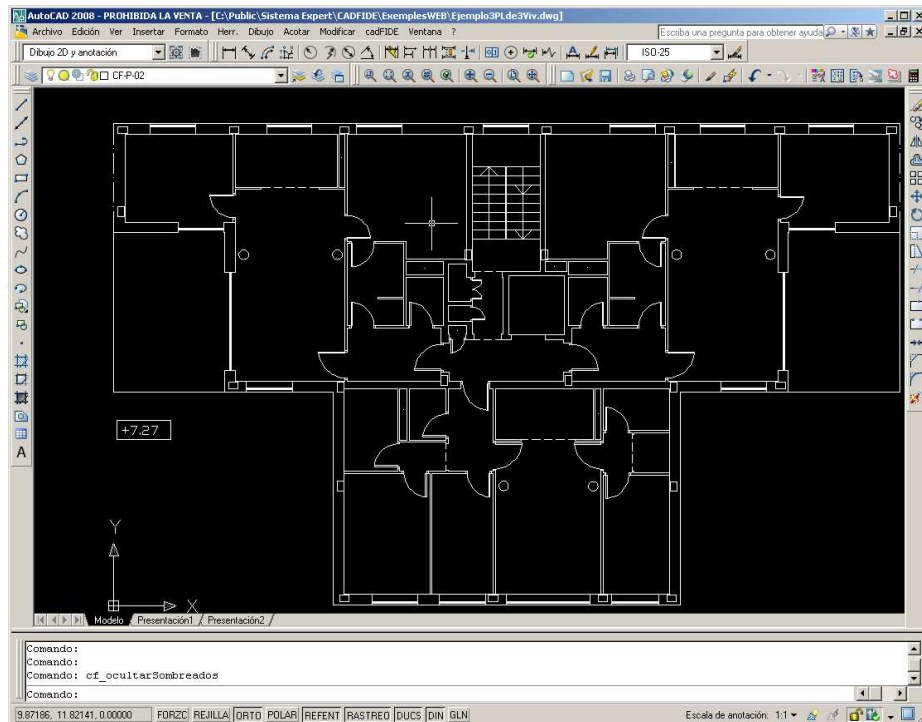 AutoCAD 2008 - PROHIBIDA LA VENTA - [C:\Public\Sistema Expert\CADFIDE\ExemplesWEB\Ejemplo3PLde3Viv.dwg]
Archivo Edición Ver Insertar Formato Herr. Dibujo Acotar Modificar cadFIDE Ventana ?
Escriba una pregunta para obtener ayuda
Dibujo 2D y anotación
ISO-25
CF-P-02
+7.27
Y
X
Modelo Presentación1 Presentación2
Comando:
Comando:
Comando: cf_ocultarSombreados
Comando:
9.87186, 11.82141, 0.00000 FORZC REJILLA ORTO POLAR REFENT RASTREO DUCS DIN GLN Escala de anotación: 1:1